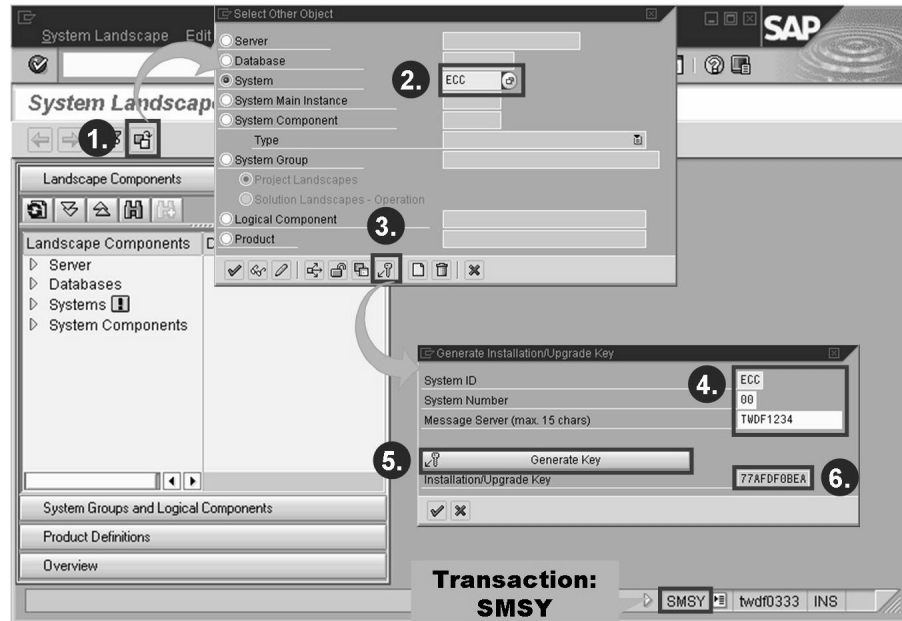 Select Other Object
System Landscape Edit
SAP
Server
Database
System ECC
2.
System Main Instance
System Component
Type
System Group
Project Landscapes
Solution Landscapes - Operation
Logical Component
Product
3.
System Landscap
1.
Landscape Components
Landscape Components D
Server
Databases
Systems
System Components
System Groups and Logical Components
Product Definitions
Overview
Generate Installation/Upgrade Key
System ID ECC
4.
System Number 00
Message Server (max. 15 chars) TWDF1234
5.
Generate Key
Installation/Upgrade Key 77AFDF0BEA
6.
Transaction:
SMSY
SMSY twdf0333 INS